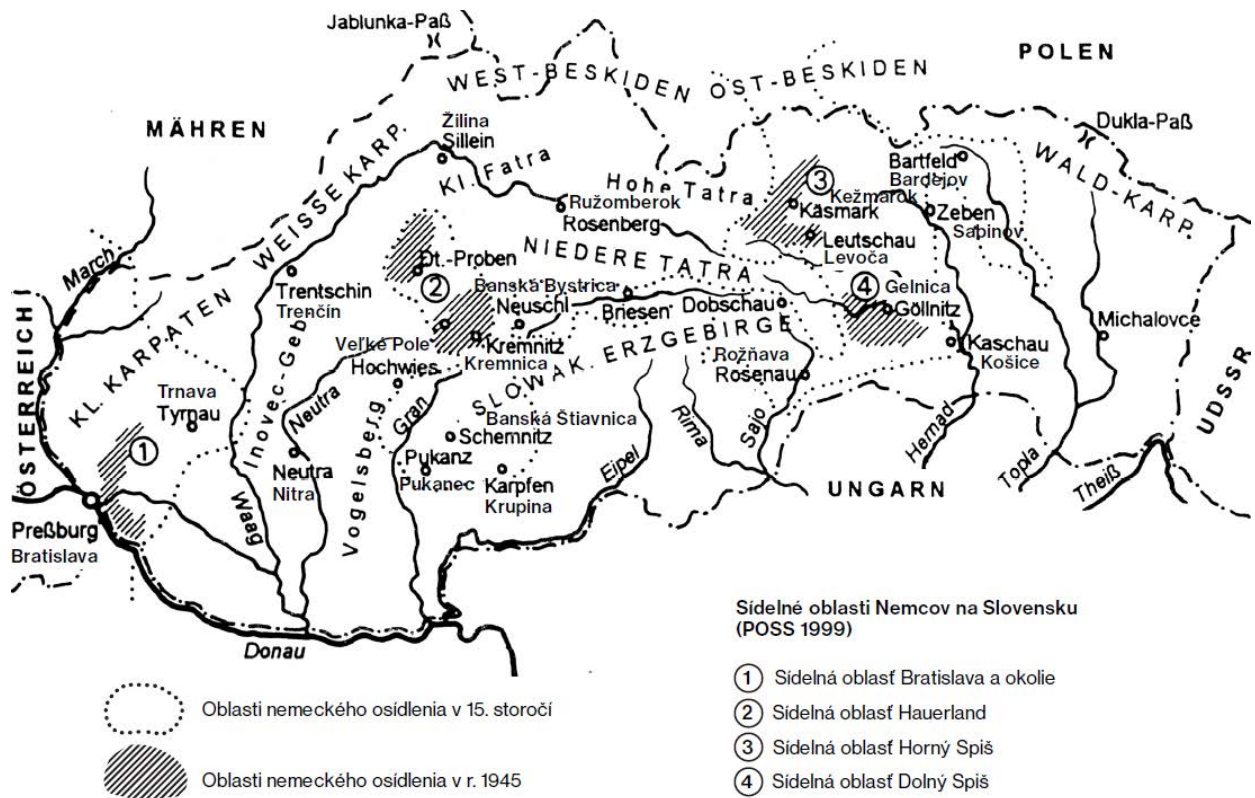 Jablunka-Paß
WEST-BESKIDEN
OST-BESKIDEN
POLEN
MÄHREN
Dukla-Paß
Žilina
Sillein
WEISSE KARP.
Kl. Fatra
Hohe Tatra
Ružomberok
Rosenberg
3
Kežmarok
Käsmark
Bartfeld
Bardejov
WALD-KARP.
Zeben
Sabinov
Leutschau
Levoča
March
Dt.-Proben
NIEDERE TATRA
2
Banská Bystrica
Neuschl
Briesen
Dobschau
4
Gelnica
Göllnitz
Trentschin
Trenčín
ÖSTERREICH
KL. KARPATEN
Inovec Geb
Veľké Pole
Hochwies
Kremnitz
Kremnica
SLOWAK. ERZGEBIRGE
Rožňava
Rosenau
Kaschau
Košice
Michalovce
UDSSR
Trnava
Tyrnau
Neutra
Gran
Banská Štiavnica
Schemnitz
Rima
Sajo
Hernad
Topla
Theiß
1
Neutra
Nitra
Vogelsberg
Pukanz
Pukanec
Karpfen
Krupina
Eipel
UNGARN
Waag
Preßburg
Bratislava
Donau
Sídelné oblasti Nemcov na Slovensku
(POSS 1999)
1 Sídelná oblasť Bratislava a okolie
2 Sídelná oblasť Hauerland
3 Sídelná oblasť Horný Spiš
4 Sídelná oblasť Dolný Spiš
Oblasti nemeckého osídlenia v 15. storočí
Oblasti nemeckého osídlenia v r. 1945